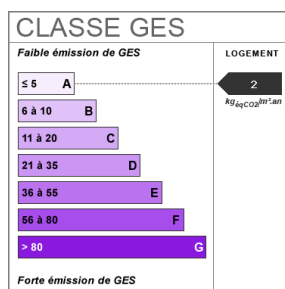 CLASSE GES
Faible émission de GES
LOGEMENT
≤ 5 A
2
kgéqCO2/m².an
6 à 10 B
11 à 20 C
21 à 35 D
36 à 55 E
56 à 80 F
> 80 G
Forte émission de GES